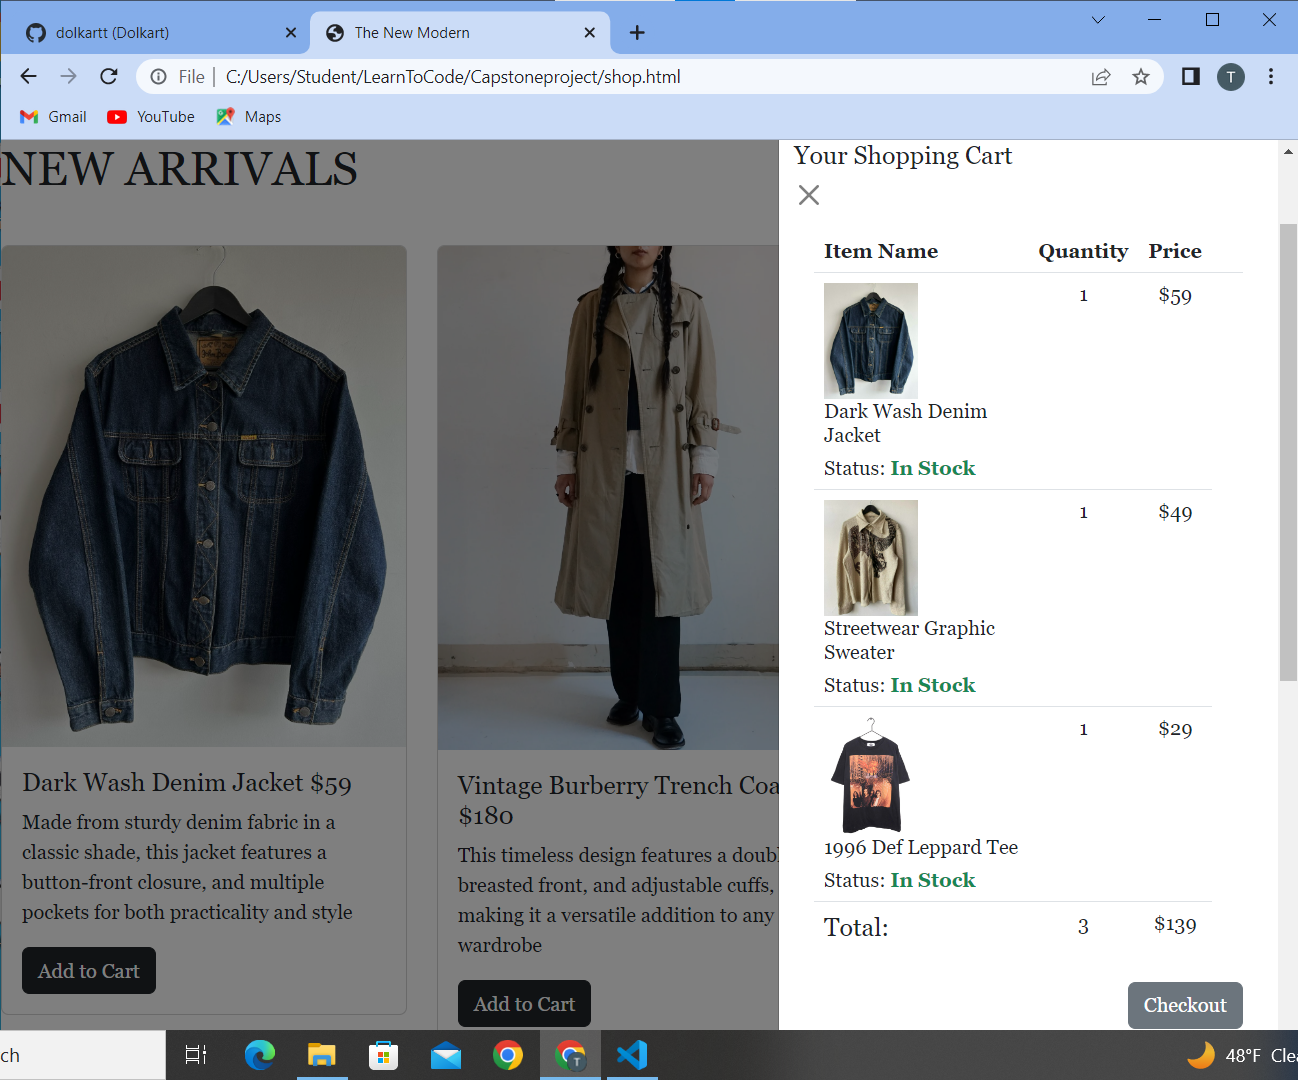 dolkartt (Dolkart)
The New Modern
File | C:/Users/Student/LearnToCode/Capstoneproject/shop.html
T
Gmail
YouTube
Maps
NEW ARRIVALS
Dark Wash Denim Jacket $59
Made from sturdy denim fabric in a
classic shade, this jacket features a
button-front closure, and multiple
pockets for both practicality and style
Add to Cart
Vintage Burberry Trench Coa
$180
This timeless design features a doubl
breasted front, and adjustable cuffs,
making it a versatile addition to any
wardrobe
Add to Cart
Your Shopping Cart
Item Name Quantity Price
1 $59
Dark Wash Denim
Jacket
Status: In Stock
1 $49
Streetwear Graphic
Sweater
Status: In Stock
1 $29
1996 Def Leppard Tee
Status: In Stock
Total: 3 $139
Checkout
ch
T
48°F Clea